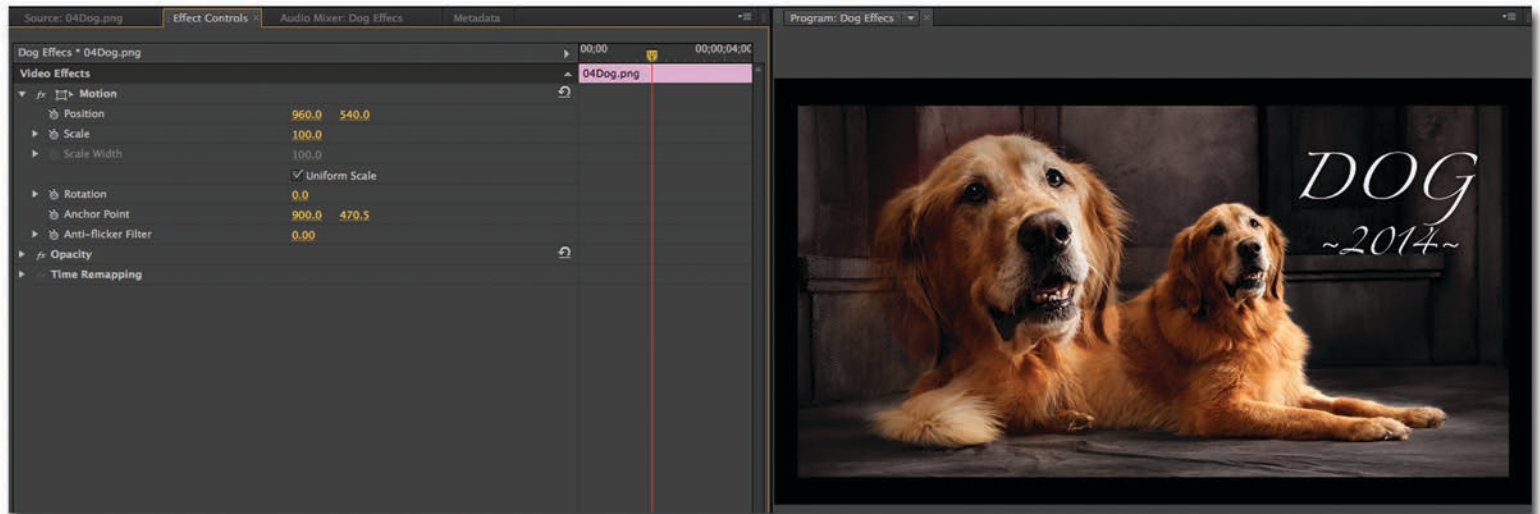 Source: 04Dog.png
Effect Controls
Audio Mixer: Dog Effecs
Metadata
Dog Effecs * 04Dog.png
Video Effects
fx Motion
Position 960.0 540.0
Scale 100.0
Scale Width 100.0
Uniform Scale
Rotation 0.0
Anchor Point 900.0 470.5
Anti-flicker Filter 0.00
fx Opacity
Time Remapping
00;00 00;00;04;00
04Dog.png
Program: Dog Effecs
DOG
~2014~